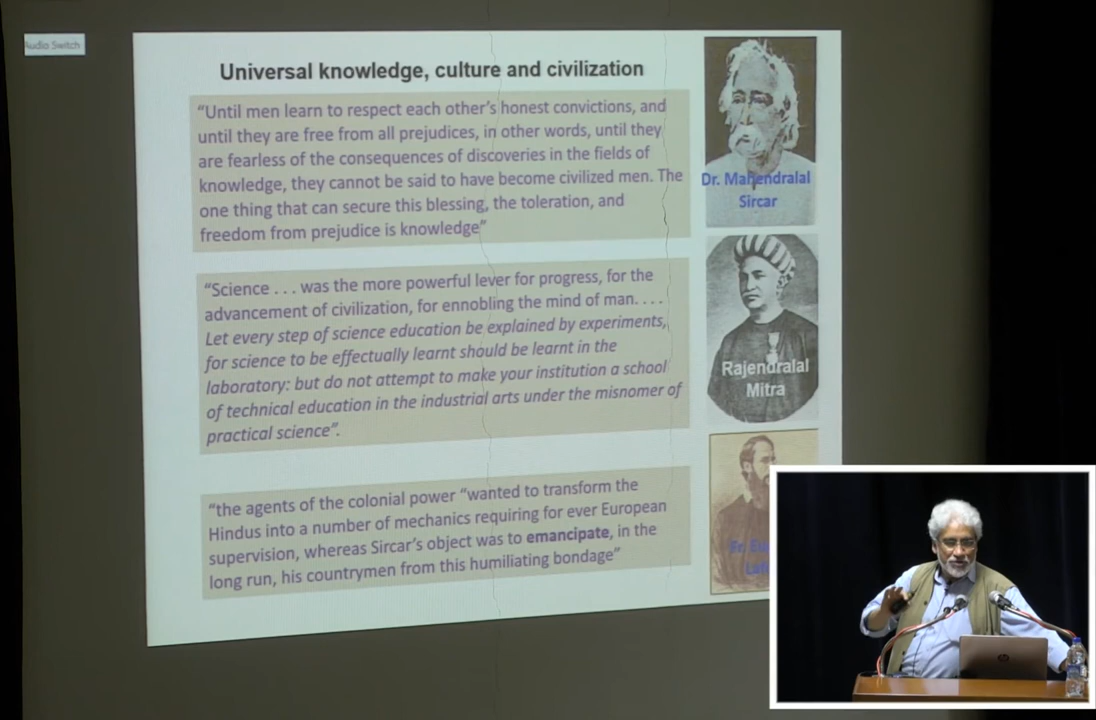 Audio Switch
Universal knowledge, culture and civilization
“Until men learn to respect each other’s honest convictions, and
until they are free from all prejudices, in other words, until they
are fearless of the consequences of discoveries in the fields of
knowledge, they cannot be said to have become civilized men. The
one thing that can secure this blessing, the toleration, and
freedom from prejudice is knowledge”
Dr. Mahendralal
Sircar
“Science . . . was the more powerful lever for progress, for the
advancement of civilization, for ennobling the mind of man. . . .
Let every step of science education be explained by experiments,
for science to be effectually learnt should be learnt in the
laboratory: but do not attempt to make your institution a school
of technical education in the industrial arts under the misnomer of
practical science”.
Rajendralal
Mitra
“the agents of the colonial power “wanted to transform the
Hindus into a number of mechanics requiring for ever European
supervision, whereas Sircar’s object was to emancipate, in the
long run, his countrymen from this humiliating bondage”
Fr.
hp